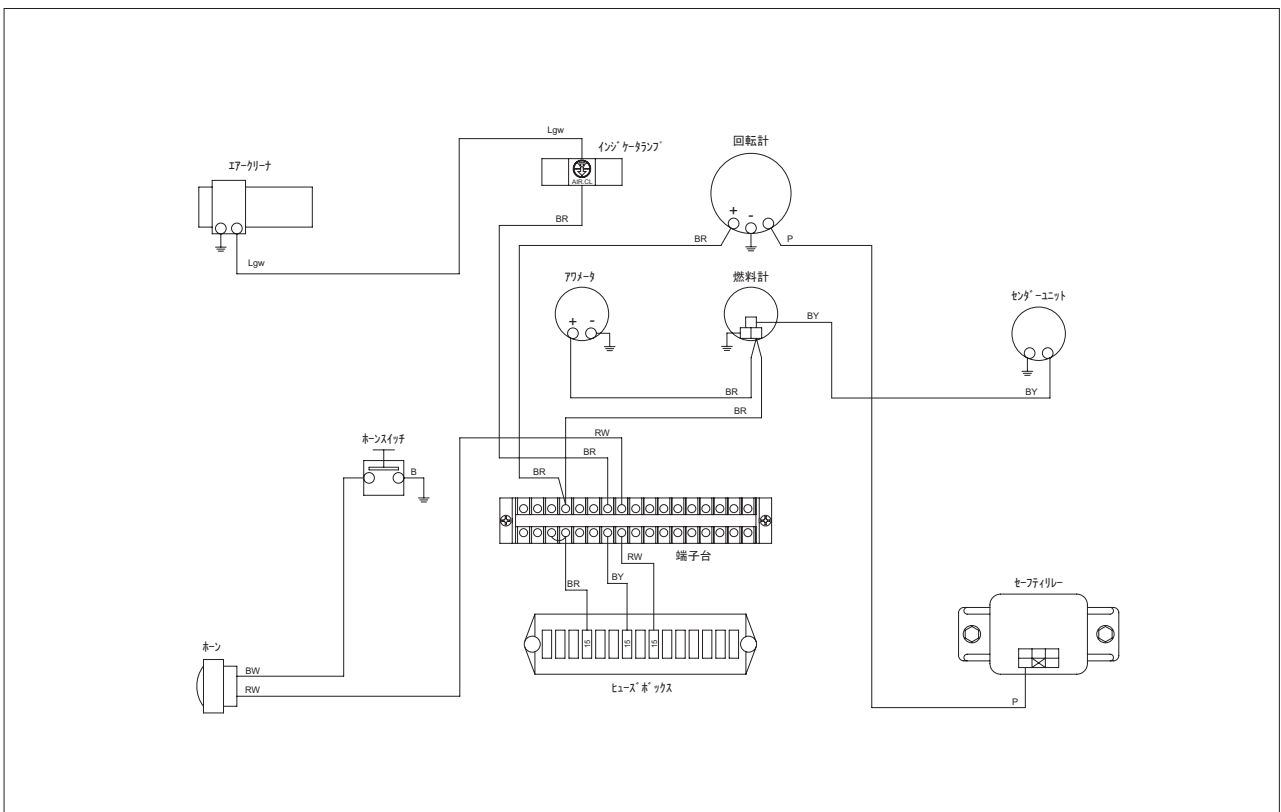 Lgw
ｲﾝｼﾞｹｰﾀﾗﾝﾌﾟ
回転計
ｴｱｰｸﾘｰﾅ
AIR.CL
BR
+
-
BR
P
Lgw
ｱﾜﾒｰﾀ
燃料計
ｾﾝﾀﾞｰﾕﾆｯﾄ
+
-
BY
BR
BY
BR
RW
ﾎｰﾝｽｲｯﾁ
BR
B
BR
RW
端子台
BR
BY
ｾｰﾌﾃｨﾘﾚｰ
15
15
15
ﾎｰﾝ
BW
ﾋｭｰｽﾞﾎﾞｯｸｽ
RW
P